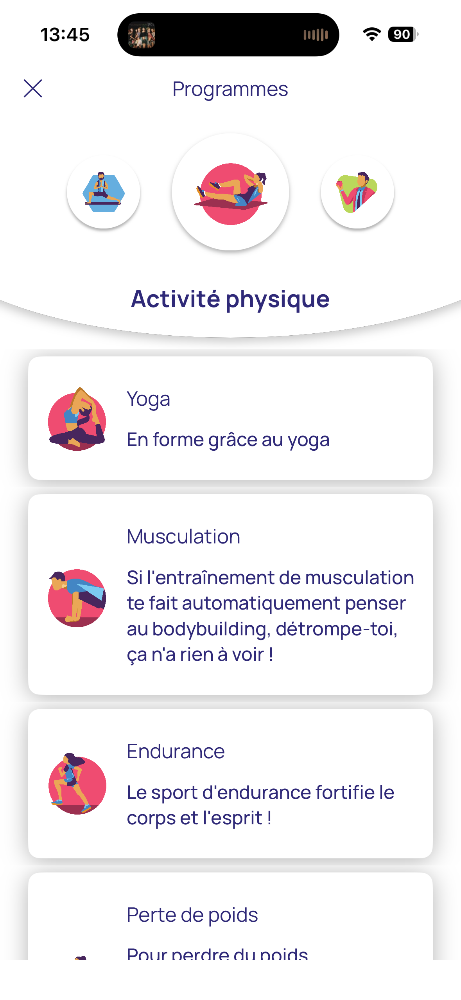 13:45
90
Programmes
Activité physique
Yoga
En forme grâce au yoga
Musculation
Si l'entraînement de musculation
te fait automatiquement penser
au bodybuilding, détrompe-toi,
ça n'a rien à voir !
Endurance
Le sport d'endurance fortifie le
corps et l'esprit !
Perte de poids
Pour perdre du poids